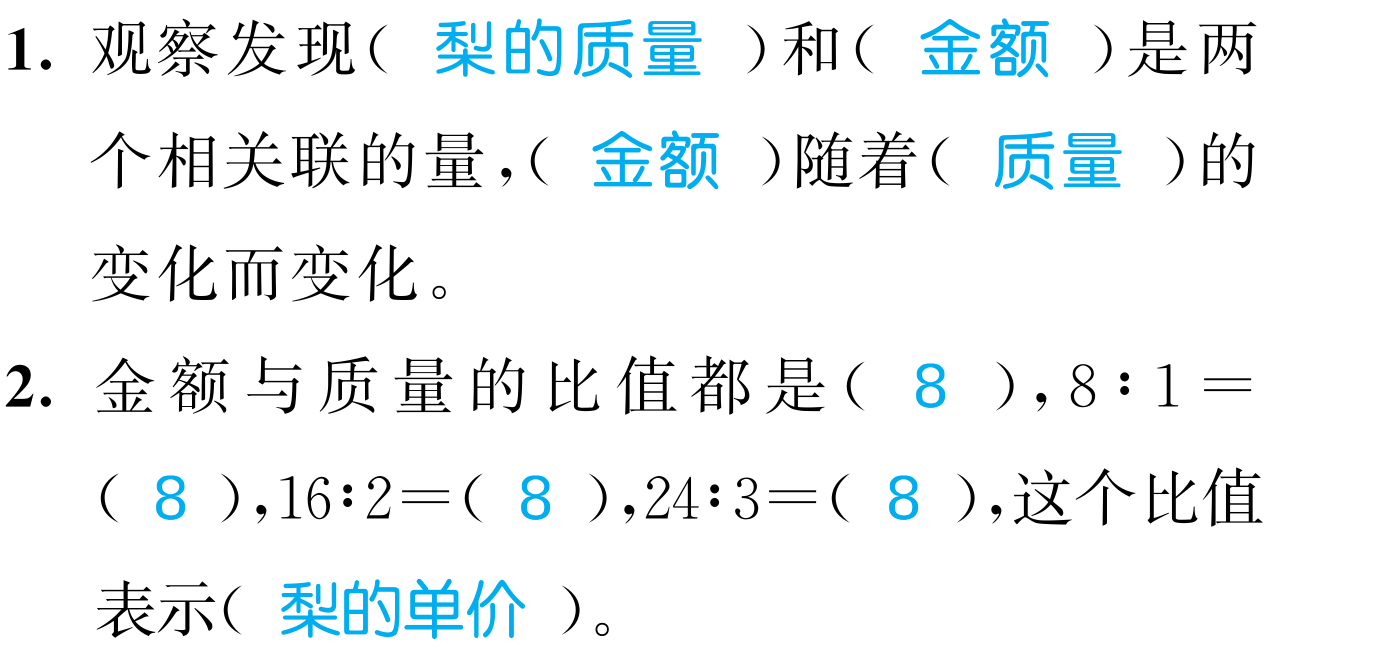 1. 观察发现( 梨的质量 )和( 金额 )是两
个相关联的量,( 金额 )随着( 质量 )的
变化而变化。
2. 金额与质量的比值都是( 8 ),8∶1=
( 8 ),16∶2=( 8 ),24∶3=( 8 ),这个比值
表示( 梨的单价 )。